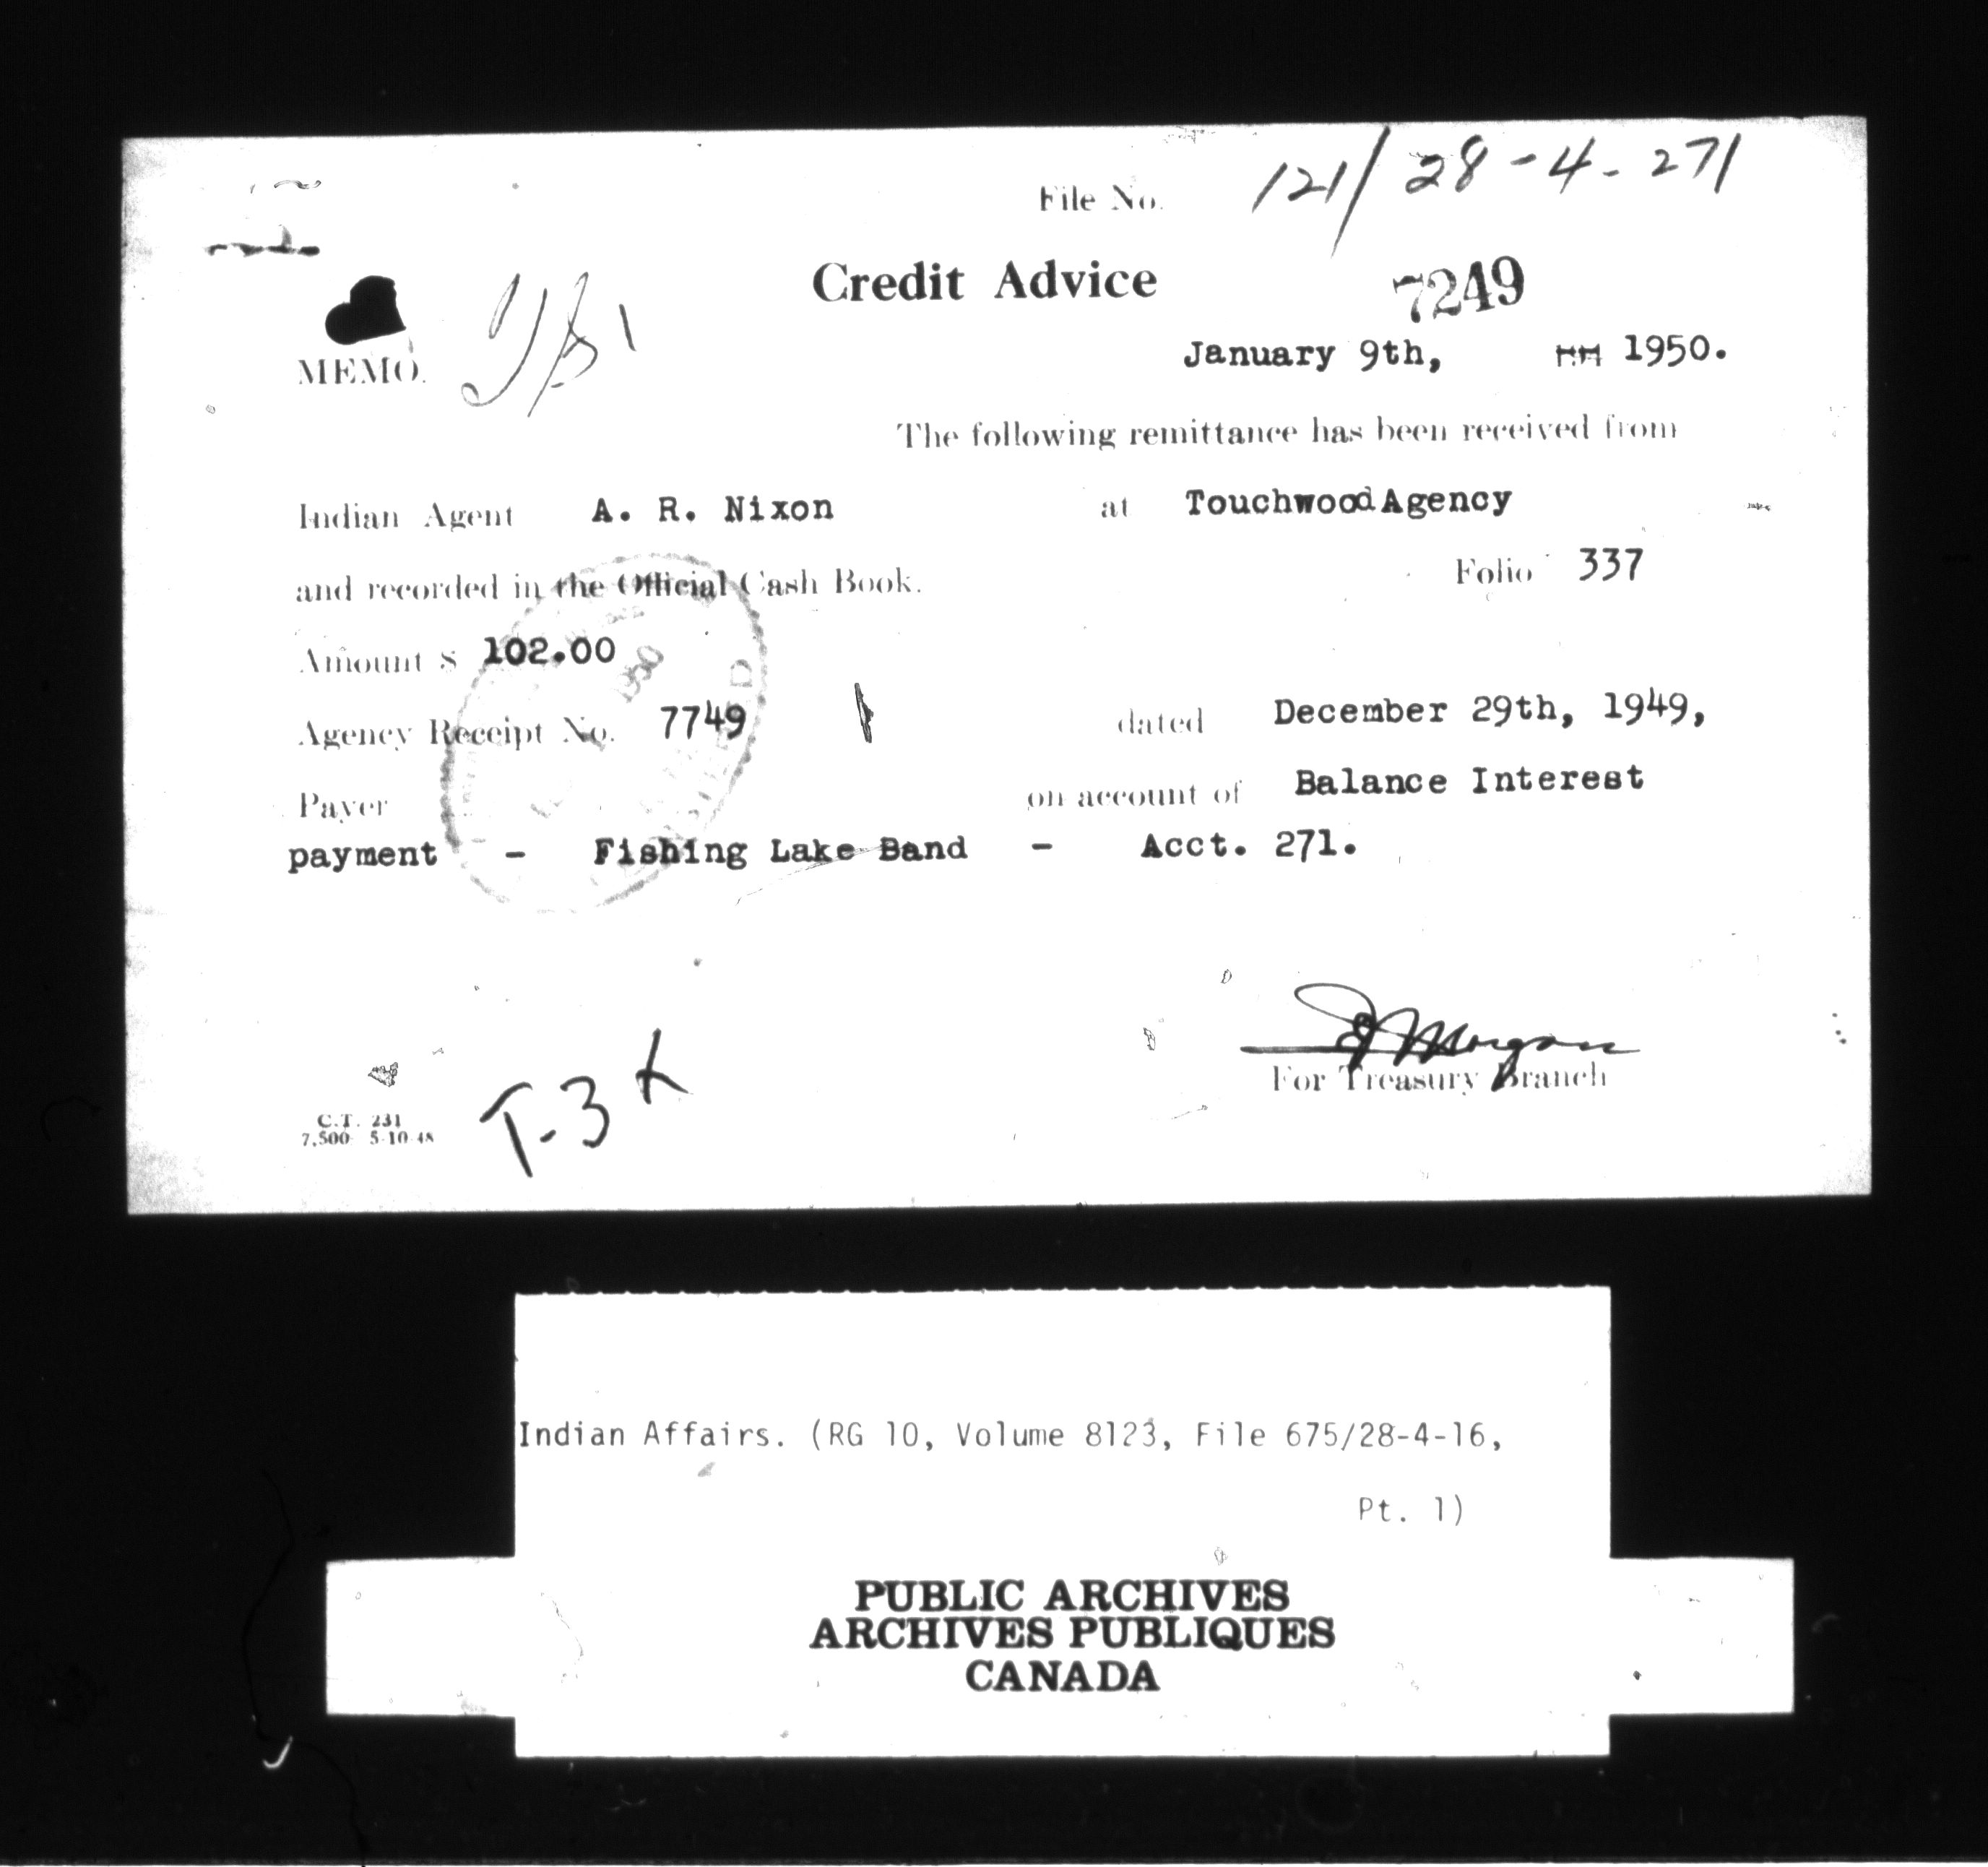 File No. 121/28-4-271
Credit Advice 7249
MEMO.
January 9th, 1950.
The following remittance has been received from
Indian Agent A. R. Nixon at Touchwood Agency
and recorded in the Official Cash Book. Folio 337
Amount $ 102.00
Agency Receipt No. 7749 dated December 29th, 1949,
Payer on account of Balance Interest
payment - Fishing Lake Band - Acct. 271.
Morgan
For Treasury Branch
T-3
C.T. 231
7,500 5-10-48
Indian Affairs. (RG 10, Volume 8123, File 675/28-4-16,
Pt. 1)
PUBLIC ARCHIVES
ARCHIVES PUBLIQUES
CANADA